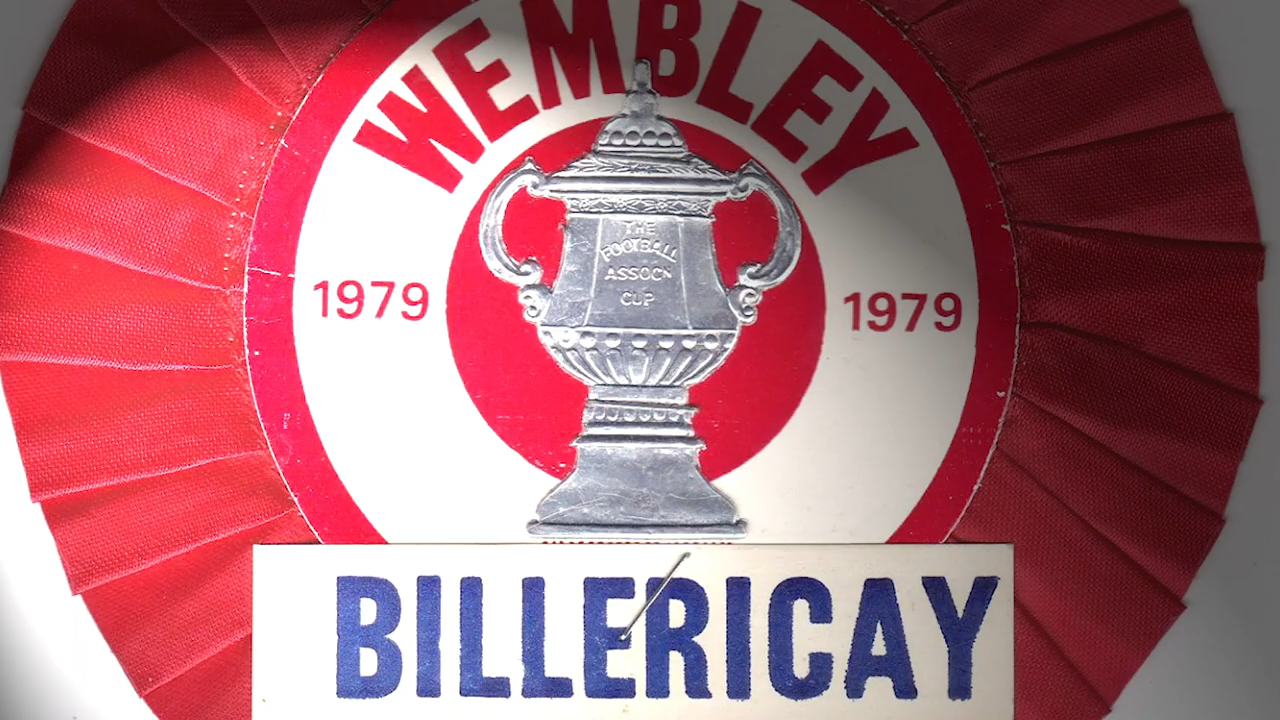 WEMBLEY
THE
FOOTBALL
ASSOCN
CUP
1979 1979
BILLERICAY